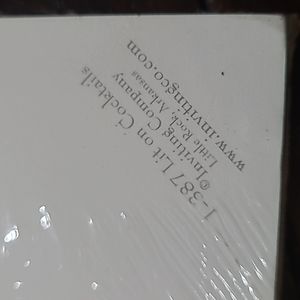 1-387 Lit on Cocktails
©Inviting Company
Little Rock, Arkansas
www.invitingco.com